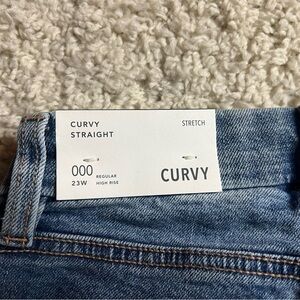 CURVY
STRAIGHT
STRETCH
000 REGULAR
23W HIGH RISE
CURVY